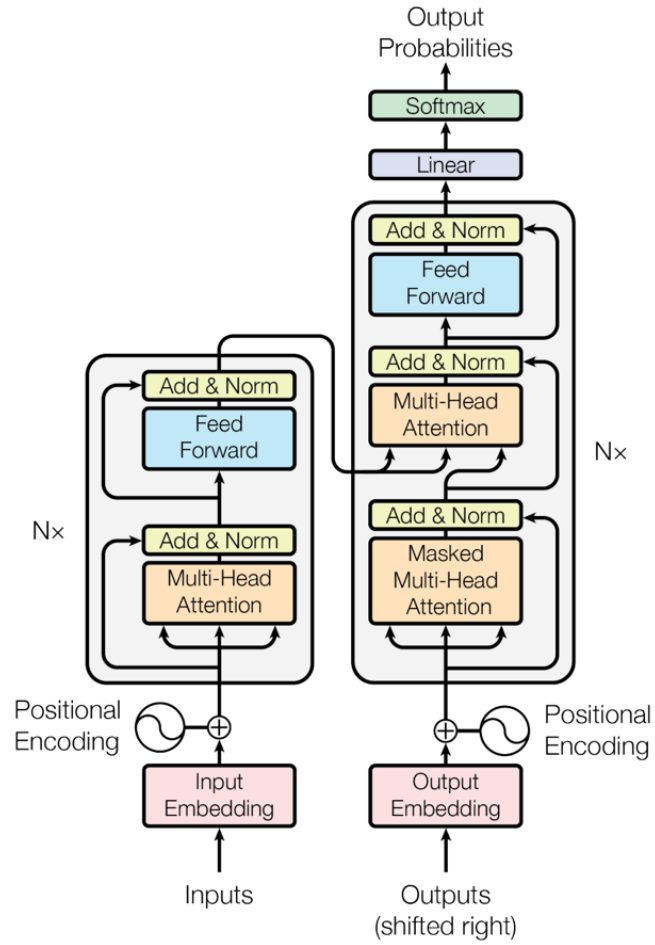 Output
Probabilities
Softmax
Linear
Add & Norm
Feed
Forward
Add & Norm
Multi-Head
Attention
Nx
Add & Norm
Masked
Multi-Head
Attention
Add & Norm
Feed
Forward
Nx
Add & Norm
Multi-Head
Attention
Positional
Encoding
Positional
Encoding
Input
Embedding
Output
Embedding
Inputs
Outputs
(shifted right)